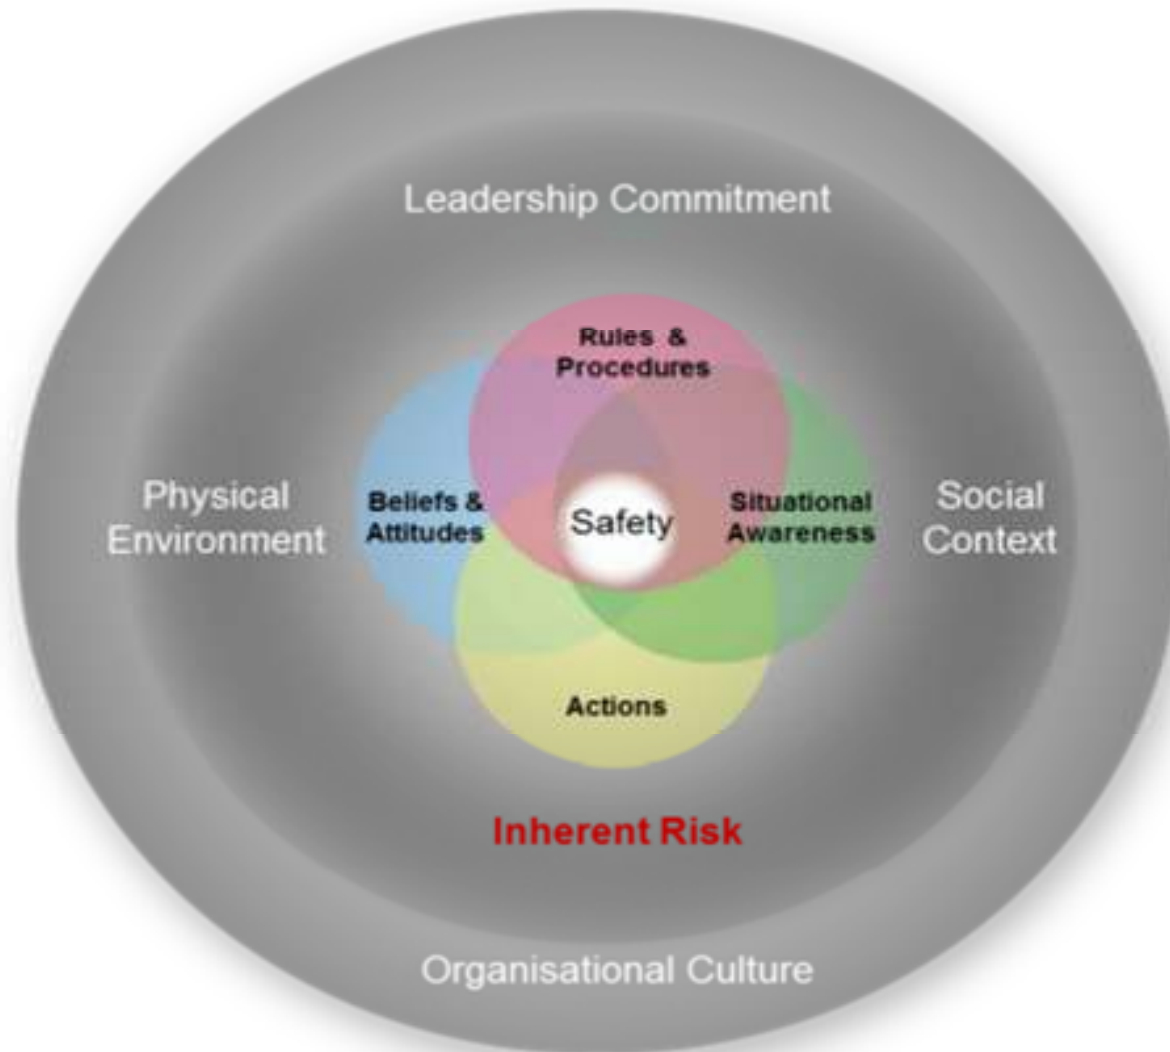 Leadership Commitment
Rules &
Procedures
Physical
Environment
Beliefs &
Attitudes
Safety
Situational
Awareness
Social
Context
Actions
Inherent Risk
Organisational Culture